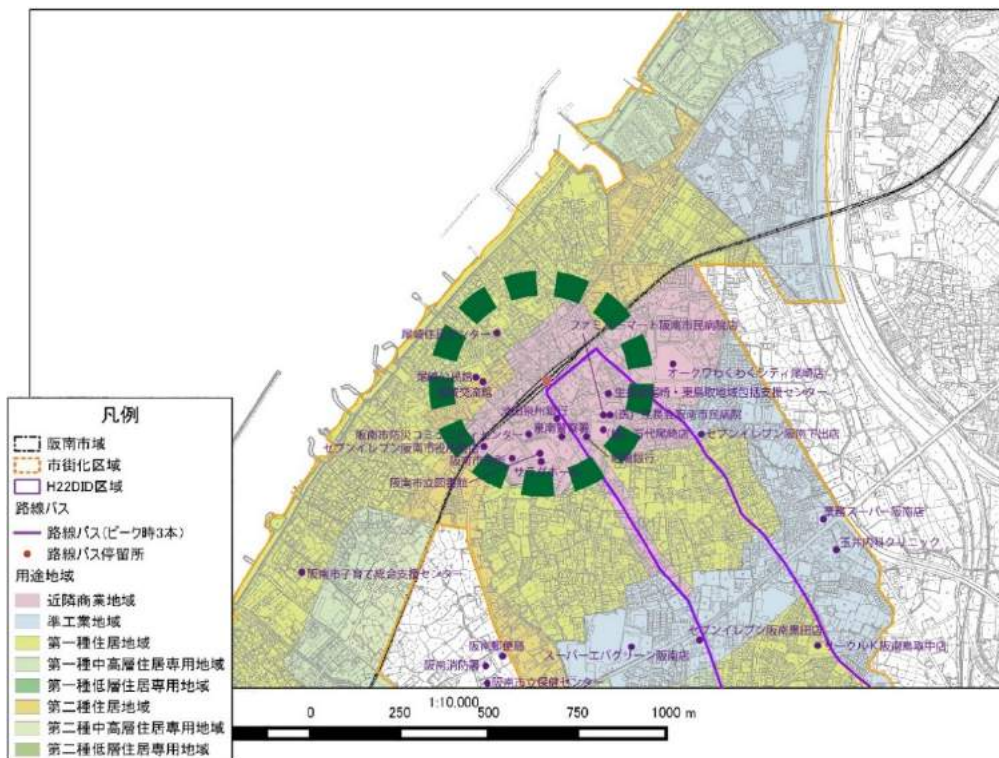 ファミリーマート阪南市民病院店
オークワわくわくシティ尾崎店
東鳥取地域包括支援センター
阪南市民病院
セブンイレブン阪南下出店
業務スーパー阪南店
玉井内科クリニック
阪南市立図書館
阪南市子育て総合支援センター
セブンイレブン阪南黒田店
サークルK阪南鳥取中店
スーパーエバグリーン阪南店
阪南郵便局
阪南消防署
阪南市立保健センター
凡例
阪南市域
市街化区域
H22DID区域
路線バス
路線バス(ピーク時3本)
路線バス停留所
用途地域
近隣商業地域
準工業地域
第一種住居地域
第一種中高層住居専用地域
第一種低層住居専用地域
第二種住居地域
第二種中高層住居専用地域
第二種低層住居専用地域
1:10,000
0 250 500 750 1000 m